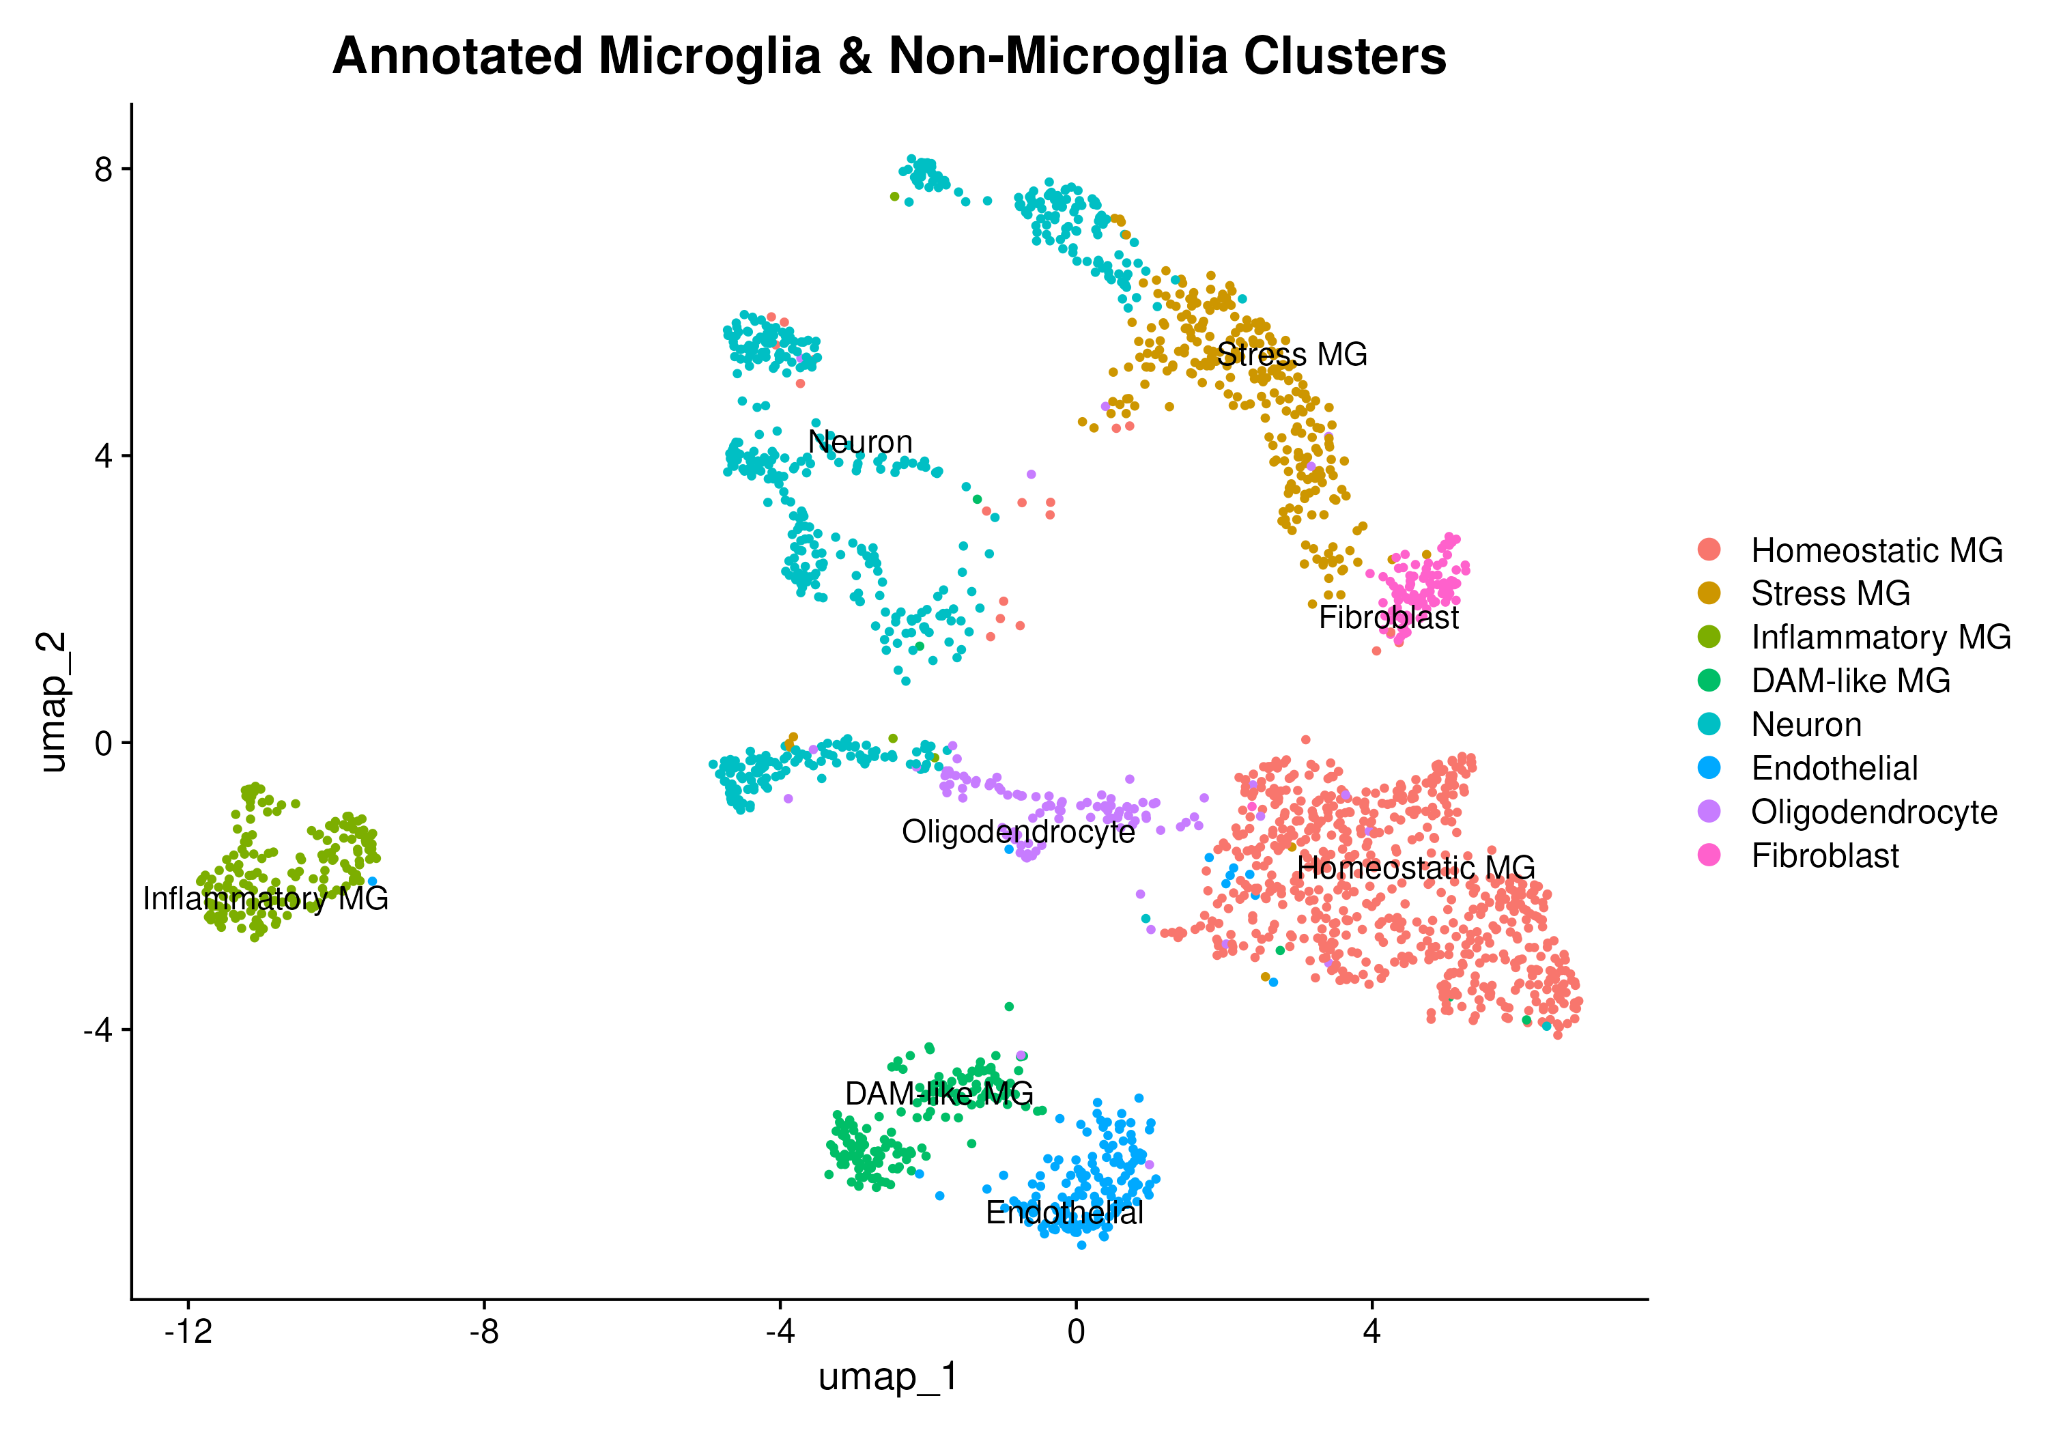 Annotated Microglia & Non-Microglia Clusters
8
4
0
-4
umap_2
-12
-8
-4
0
4
umap_1
Stress MG
Neuron
Fibroblast
Oligodendrocyte
Homeostatic MG
Inflammatory MG
DAM-like MG
Endothelial
Homeostatic MG
Stress MG
Inflammatory MG
DAM-like MG
Neuron
Endothelial
Oligodendrocyte
Fibroblast